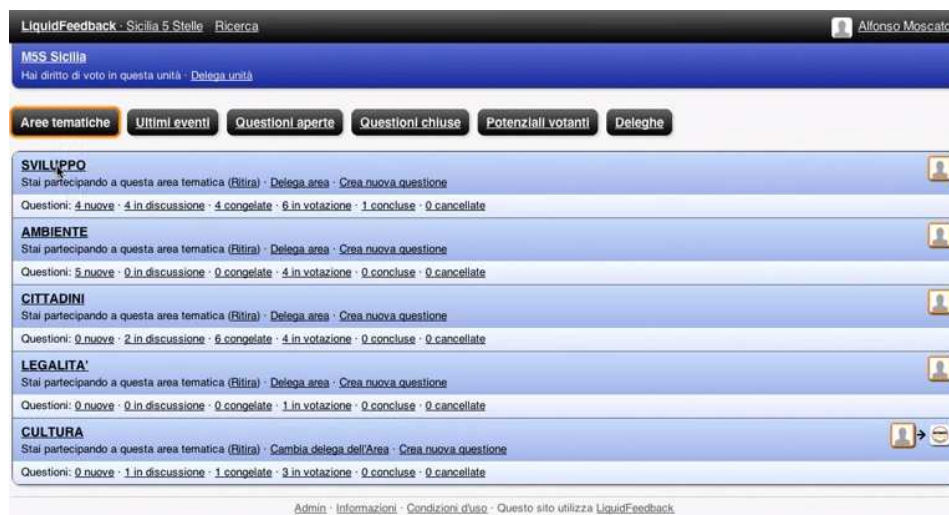 LiquidFeedback · Sicilia 5 Stelle Ricerca Alfonso Moscato
M5S Sicilia
Hai diritto di voto in questa unità · Delega unità
Aree tematiche Ultimi eventi Questioni aperte Questioni chiuse Potenziali votanti Deleghe
SVILUPPO
Stai partecipando a questa area tematica (Ritira) · Delega area · Crea nuova questione
Questioni: 4 nuove · 4 in discussione · 4 congelate · 6 in votazione · 1 concluse · 0 cancellate
AMBIENTE
Stai partecipando a questa area tematica (Ritira) · Delega area · Crea nuova questione
Questioni: 5 nuove · 0 in discussione · 0 congelate · 4 in votazione · 0 concluse · 0 cancellate
CITTADINI
Stai partecipando a questa area tematica (Ritira) · Delega area · Crea nuova questione
Questioni: 0 nuove · 2 in discussione · 6 congelate · 4 in votazione · 0 concluse · 0 cancellate
LEGALITA'
Stai partecipando a questa area tematica (Ritira) · Delega area · Crea nuova questione
Questioni: 0 nuove · 0 in discussione · 0 congelate · 1 in votazione · 0 concluse · 0 cancellate
CULTURA
Stai partecipando a questa area tematica (Ritira) · Cambia delega dell'Area · Crea nuova questione
Questioni: 0 nuove · 1 in discussione · 1 congelate · 3 in votazione · 0 concluse · 0 cancellate
Admin · Informazioni · Condizioni d'uso · Questo sito utilizza LiquidFeedback